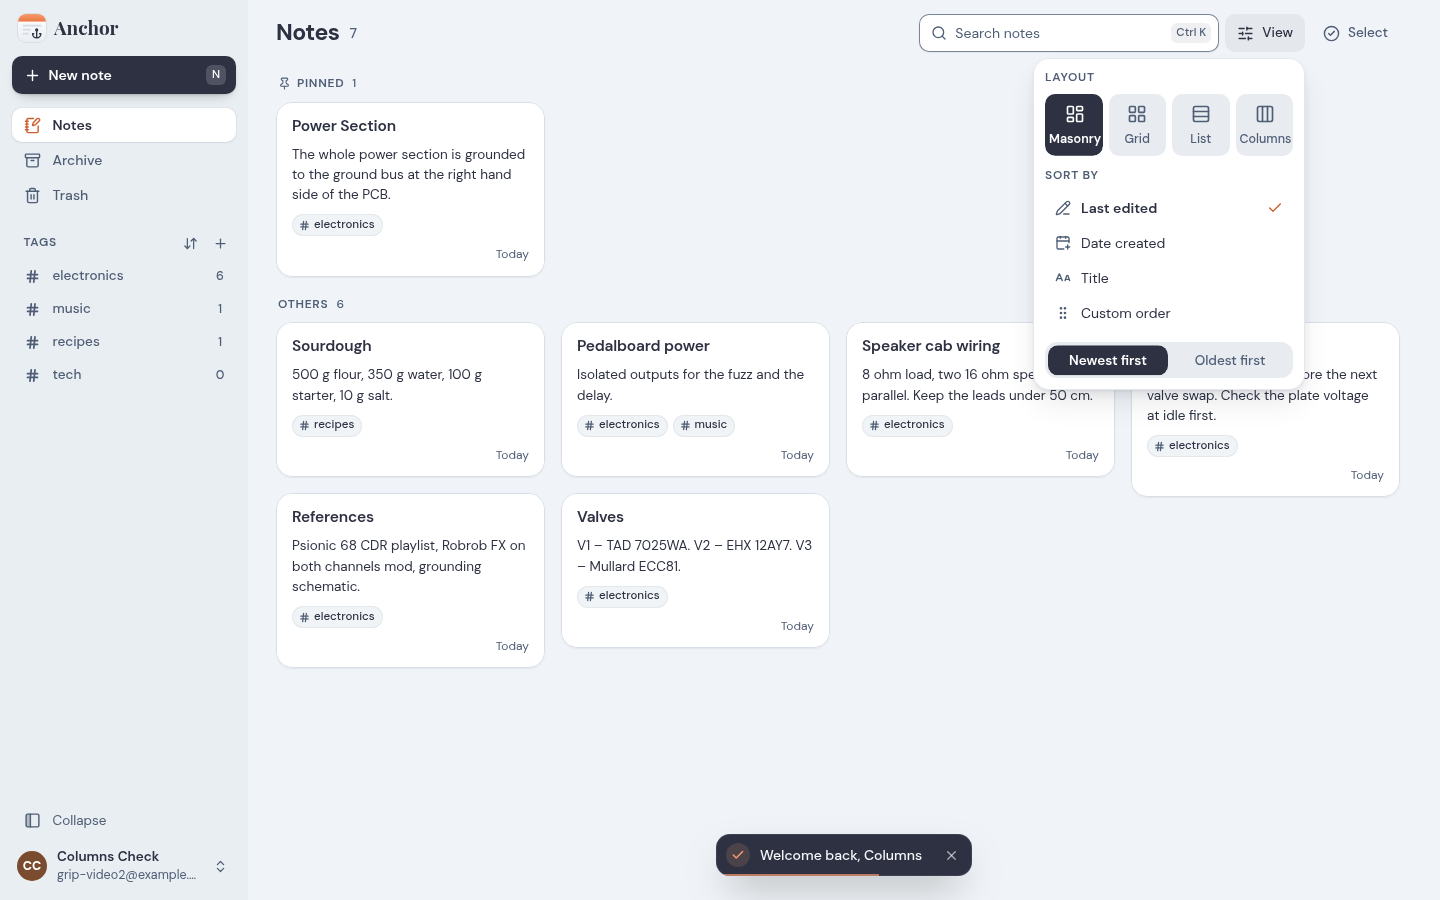 Anchor
New note
N
Notes
Archive
Trash
TAGS
electronics 6
music 1
recipes 1
tech 0
Collapse
CC
Columns Check
grip-video2@example.…
Notes 7
Search notes
Ctrl K
View
Select
PINNED 1
Power Section
The whole power section is grounded
to the ground bus at the right hand
side of the PCB.
# electronics
Today
OTHERS 6
Sourdough
500 g flour, 350 g water, 100 g
starter, 10 g salt.
# recipes
Today
Pedalboard power
Isolated outputs for the fuzz and the
delay.
# electronics # music
Today
Speaker cab wiring
8 ohm load, two 16 ohm
parallel. Keep the leads under 50 cm.
# electronics
Today
the next
valve swap. Check the plate voltage
at idle first.
# electronics
Today
References
Psionic 68 CDR playlist, Robrob FX on
both channels mod, grounding
schematic.
# electronics
Today
Valves
V1 – TAD 7025WA. V2 – EHX 12AY7. V3
– Mullard ECC81.
# electronics
Today
LAYOUT
Masonry
Grid
List
Columns
SORT BY
Last edited
Date created
Title
Custom order
Newest first
Oldest first
Welcome back, Columns